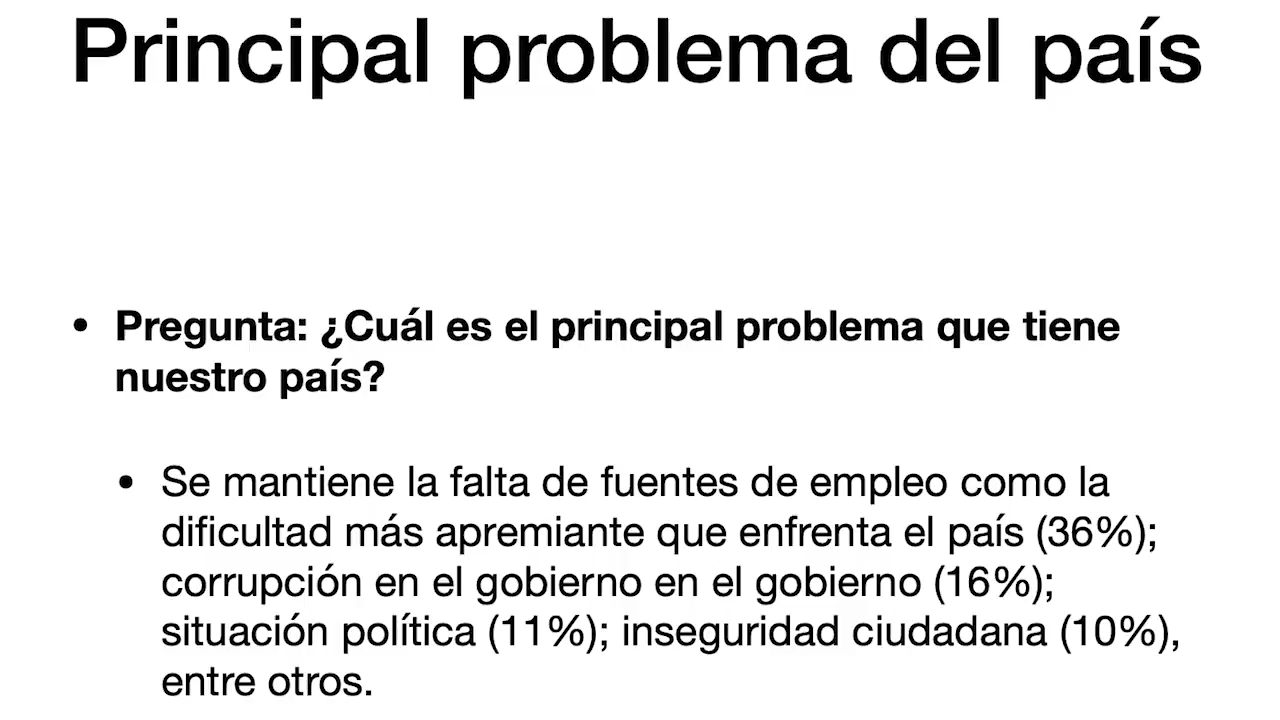 Principal problema del país
• Pregunta: ¿Cuál es el principal problema que tiene
nuestro país?
• Se mantiene la falta de fuentes de empleo como la
dificultad más apremiante que enfrenta el país (36%);
corrupción en el gobierno en el gobierno (16%);
situación política (11%); inseguridad ciudadana (10%),
entre otros.